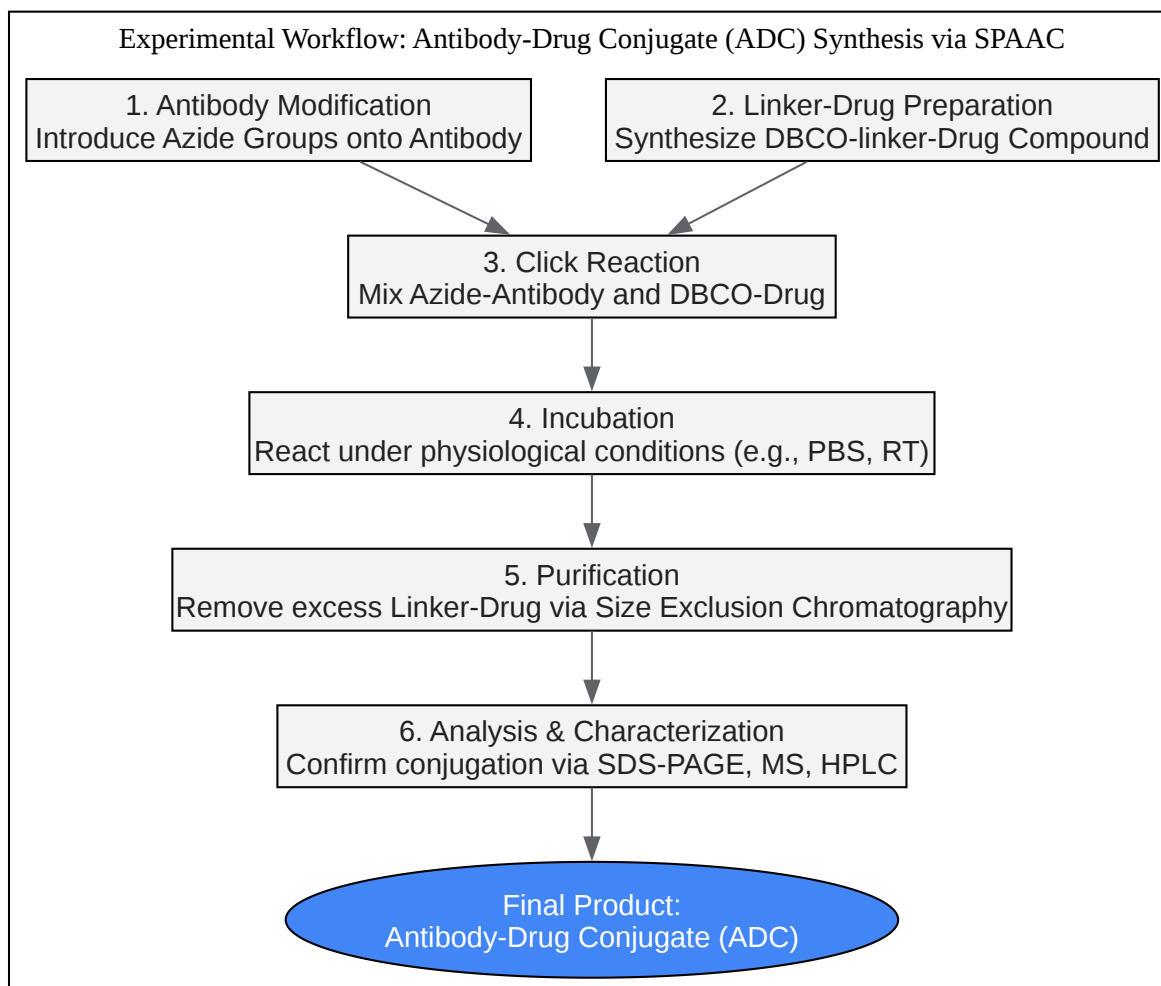 Experimental Workflow: Antibody-Drug Conjugate (ADC) Synthesis via SPAAC
1. Antibody Modification
Introduce Azide Groups onto Antibody
2. Linker-Drug Preparation
Synthesize DBCO-linker-Drug Compound
3. Click Reaction
Mix Azide-Antibody and DBCO-Drug
4. Incubation
React under physiological conditions (e.g., PBS, RT)
5. Purification
Remove excess Linker-Drug via Size Exclusion Chromatography
6. Analysis & Characterization
Confirm conjugation via SDS-PAGE, MS, HPLC
Final Product:
Antibody-Drug Conjugate (ADC)